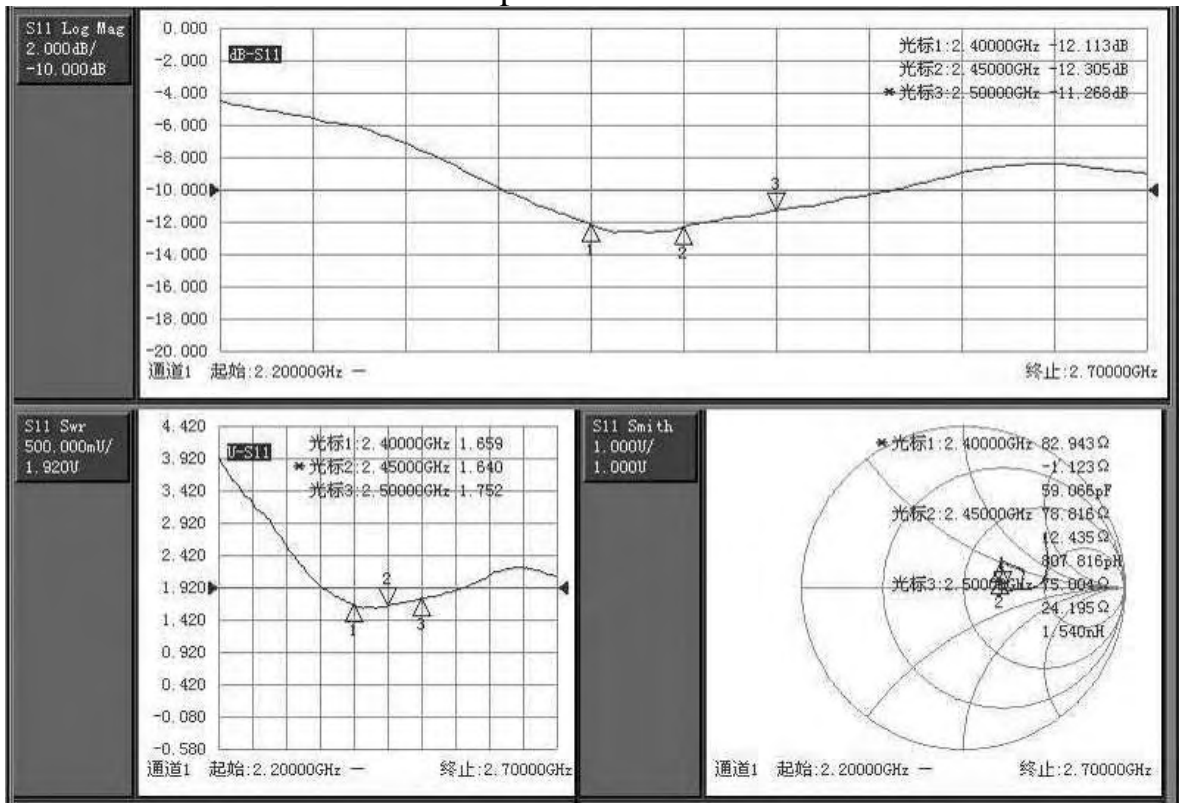 S11 Log Mag
2.000dB/
-10.000dB
0.000
-2.000
-4.000
-6.000
-8.000
-10.000
-12.000
-14.000
-16.000
-18.000
-20.000
dB-S11
光标1:2.40000GHz -12.113dB
光标2:2.45000GHz -12.305dB
*光标3:2.50000GHz -11.268dB
1
2
3
通道1 起始:2.20000GHz — 终止:2.70000GHz
S11 Swr
500.000mU/
1.920U
4.420
3.920
3.420
2.920
2.420
1.920
1.420
0.920
0.420
-0.080
-0.580
U-S11
光标1:2.40000GHz 1.659
*光标2:2.45000GHz 1.640
光标3:2.50000GHz 1.752
1
2
3
通道1 起始:2.20000GHz — 终止:2.70000GHz
S11 Smith
1.000U/
1.000U
*光标1:2.40000GHz 82.943Ω
-1.123Ω
59.066pF
光标2:2.45000GHz 78.816Ω
12.435Ω
807.816pH
光标3:2.50000GHz 75.004Ω
24.195Ω
1.540nH
2
通道1 起始:2.20000GHz — 终止:2.70000GHz